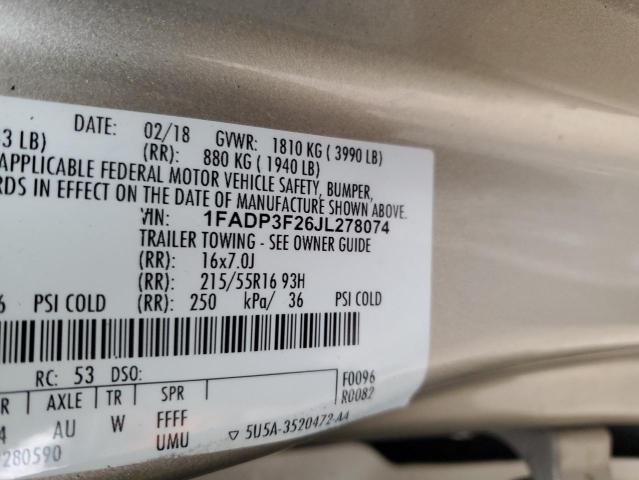 DATE: 02/18 GVWR: 1810 KG ( 3990 LB)
3 LB) (RR): 880 KG ( 1940 LB)
APPLICABLE FEDERAL MOTOR VEHICLE SAFETY, BUMPER,
RDS IN EFFECT ON THE DATE OF MANUFACTURE SHOWN ABOVE.
VIN: 1FADP3F26JL278074
TRAILER TOWING - SEE OWNER GUIDE
(RR): 16x7.0J
(RR): 215/55R16 93H
6 PSI COLD (RR): 250 kPa/ 36 PSI COLD
RC: 53 DSO: F0096
R0082
R AXLE TR SPR
4 AU W FFFF
UMU
280590 5U5A-3520472-AA